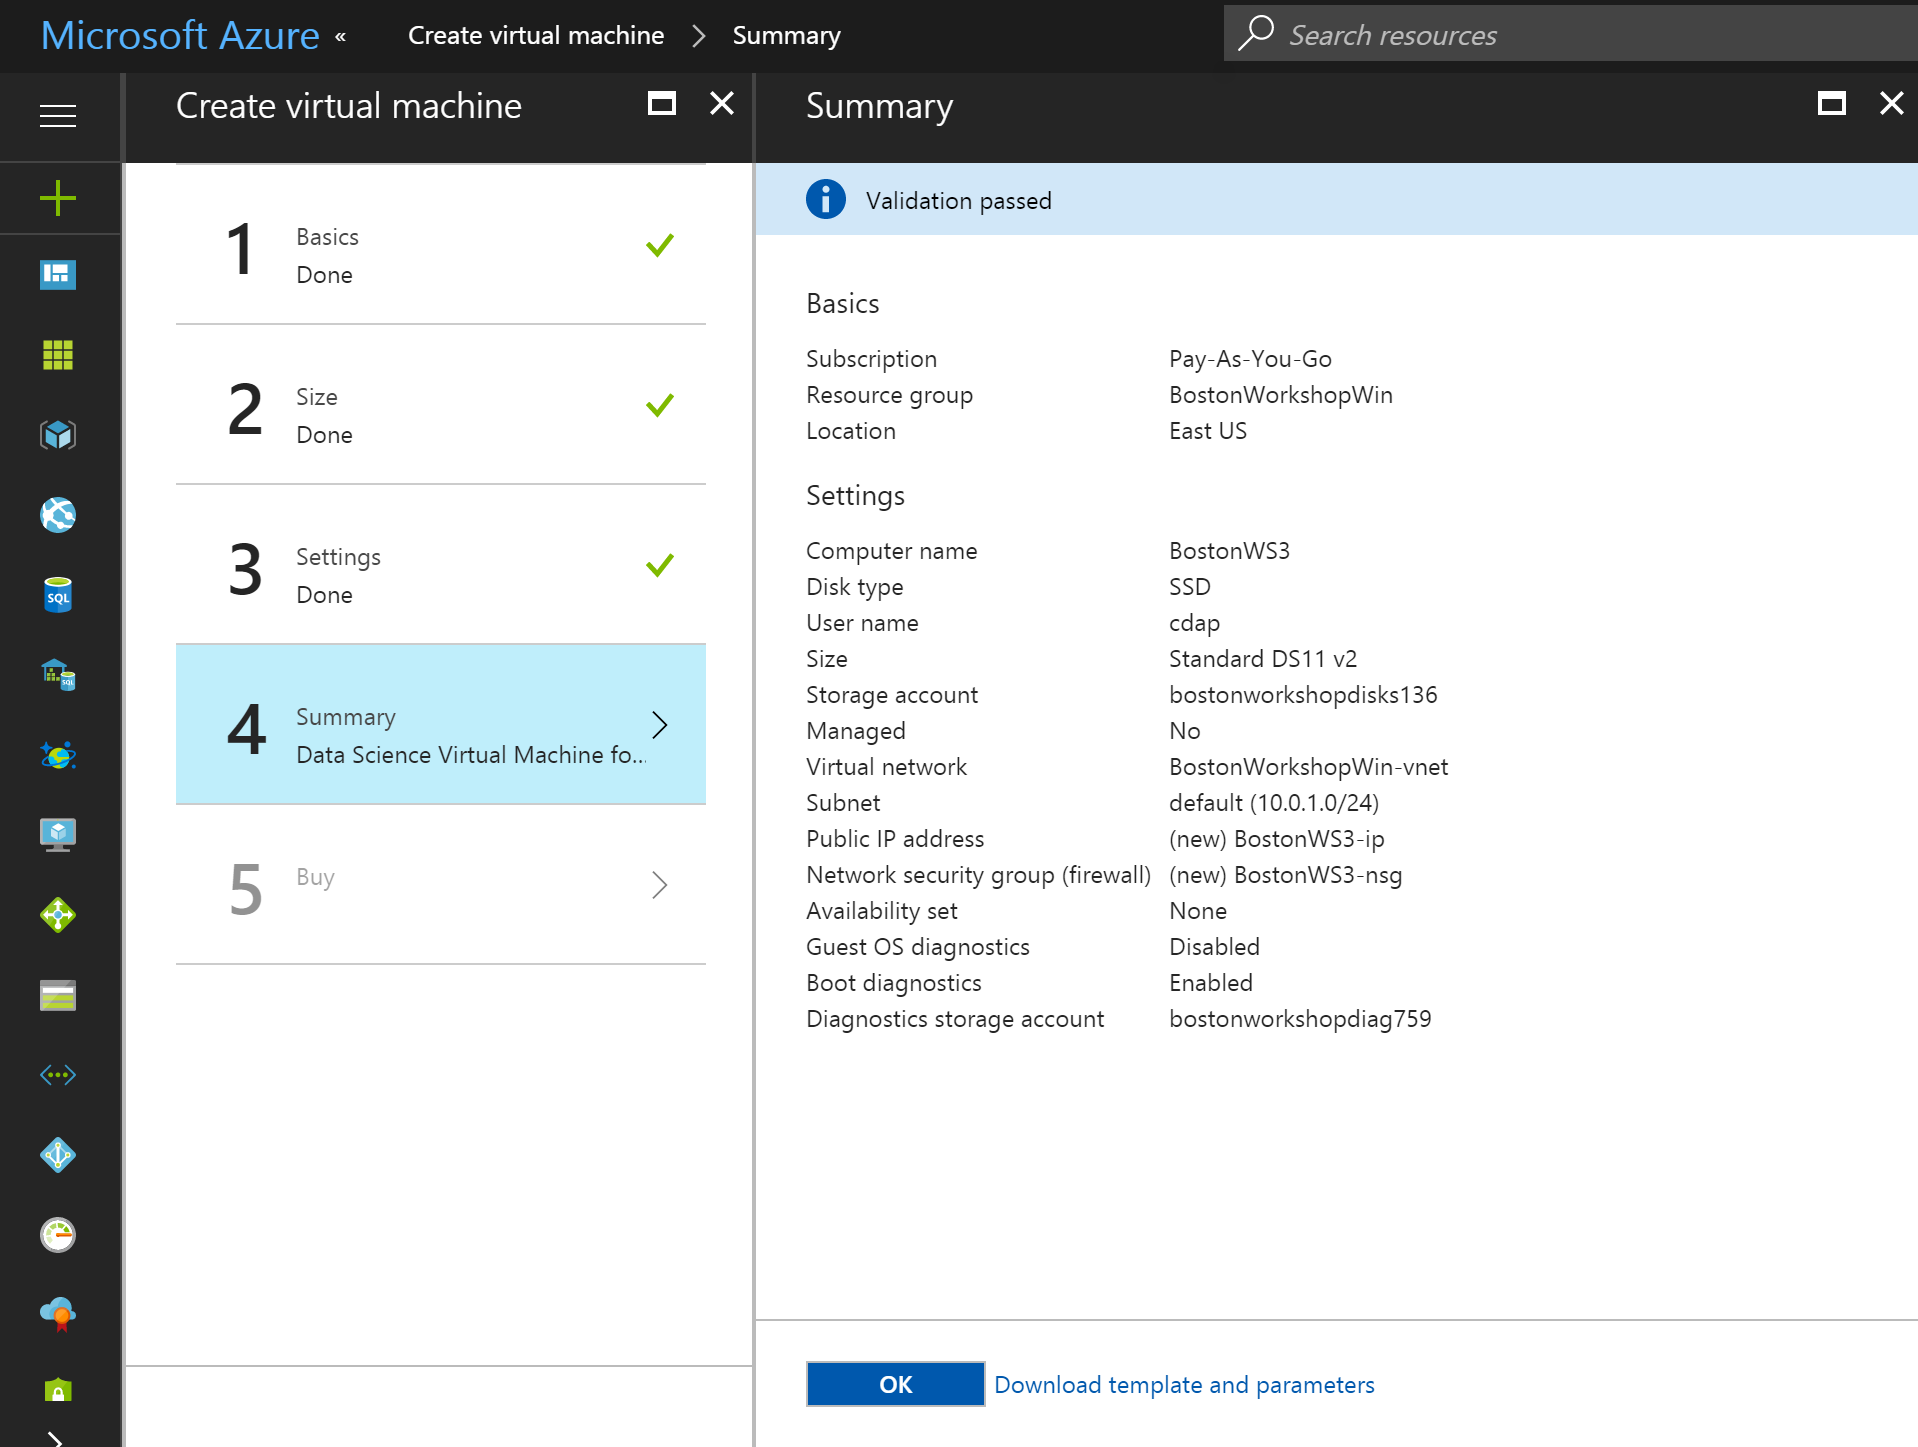 Microsoft Azure «
Create virtual machine > Summary
Search resources
Create virtual machine
1 Basics
Done
2 Size
Done
3 Settings
Done
4 Summary
Data Science Virtual Machine fo...
5 Buy
SQL
SQL
Summary
Validation passed
Basics
Subscription Pay-As-You-Go
Resource group BostonWorkshopWin
Location East US
Settings
Computer name BostonWS3
Disk type SSD
User name cdap
Size Standard DS11 v2
Storage account bostonworkshopdisks136
Managed No
Virtual network BostonWorkshopWin-vnet
Subnet default (10.0.1.0/24)
Public IP address (new) BostonWS3-ip
Network security group (firewall) (new) BostonWS3-nsg
Availability set None
Guest OS diagnostics Disabled
Boot diagnostics Enabled
Diagnostics storage account bostonworkshopdiag759
OK Download template and parameters